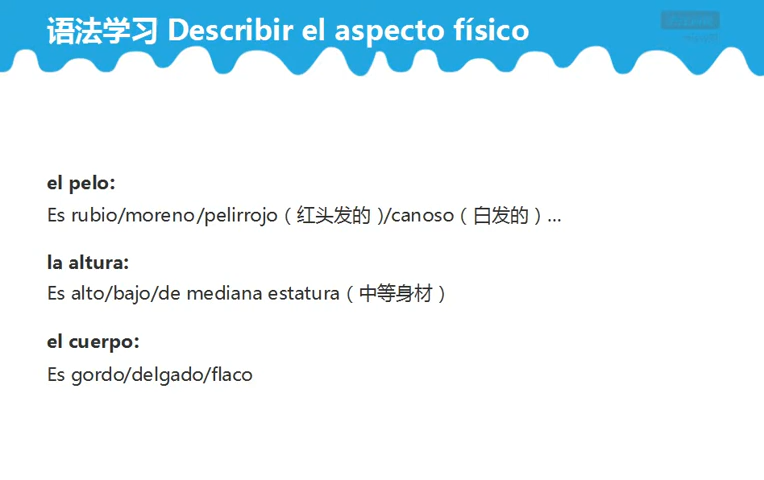 语法学习 Describir el aspecto físico
el pelo:
Es rubio/moreno/pelirrojo（红头发的）/canoso（白发的）...
la altura:
Es alto/bajo/de mediana estatura（中等身材）
el cuerpo:
Es gordo/delgado/flaco